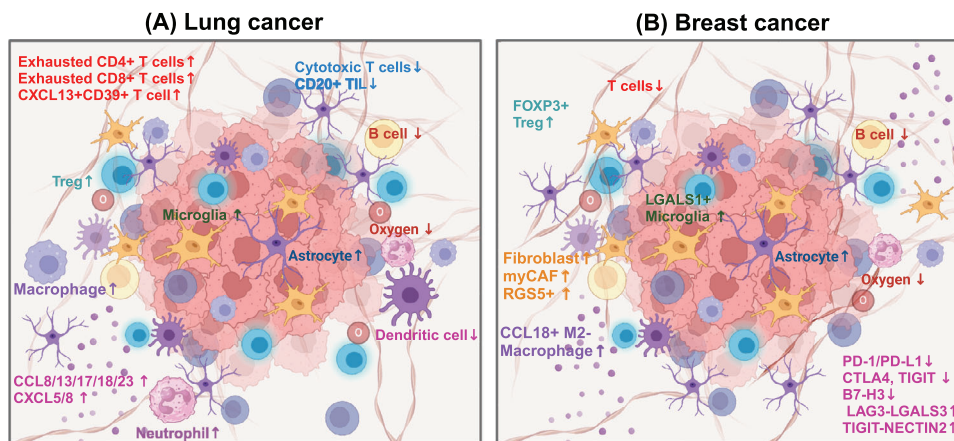 (A) Lung cancer
Exhausted CD4+ T cells↑
Exhausted CD8+ T cells↑
CXCL13+CD39+ T cell↑
Cytotoxic T cells↓
CD20+ TIL↓
B cell ↓
Treg↑
O
Microglia ↑
Oxygen ↓
Astrocyte↑
Macrophage↑
O
Dendritic cell↓
CCL8/13/17/18/23 ↑
CXCL5/8 ↑
Neutrophil↑
(B) Breast cancer
T cells↓
FOXP3+
Treg↑
B cell ↓
O
LGALS1+
Microglia ↑
Fibroblast↑
myCAF↑
RGS5+ ↑
Astrocyte↑
Oxygen ↓
O
CCL18+ M2-
Macrophage↑
PD-1/PD-L1↓
CTLA4, TIGIT ↓
B7-H3↓
LAG3-LGALS3↑
TIGIT-NECTIN2↑